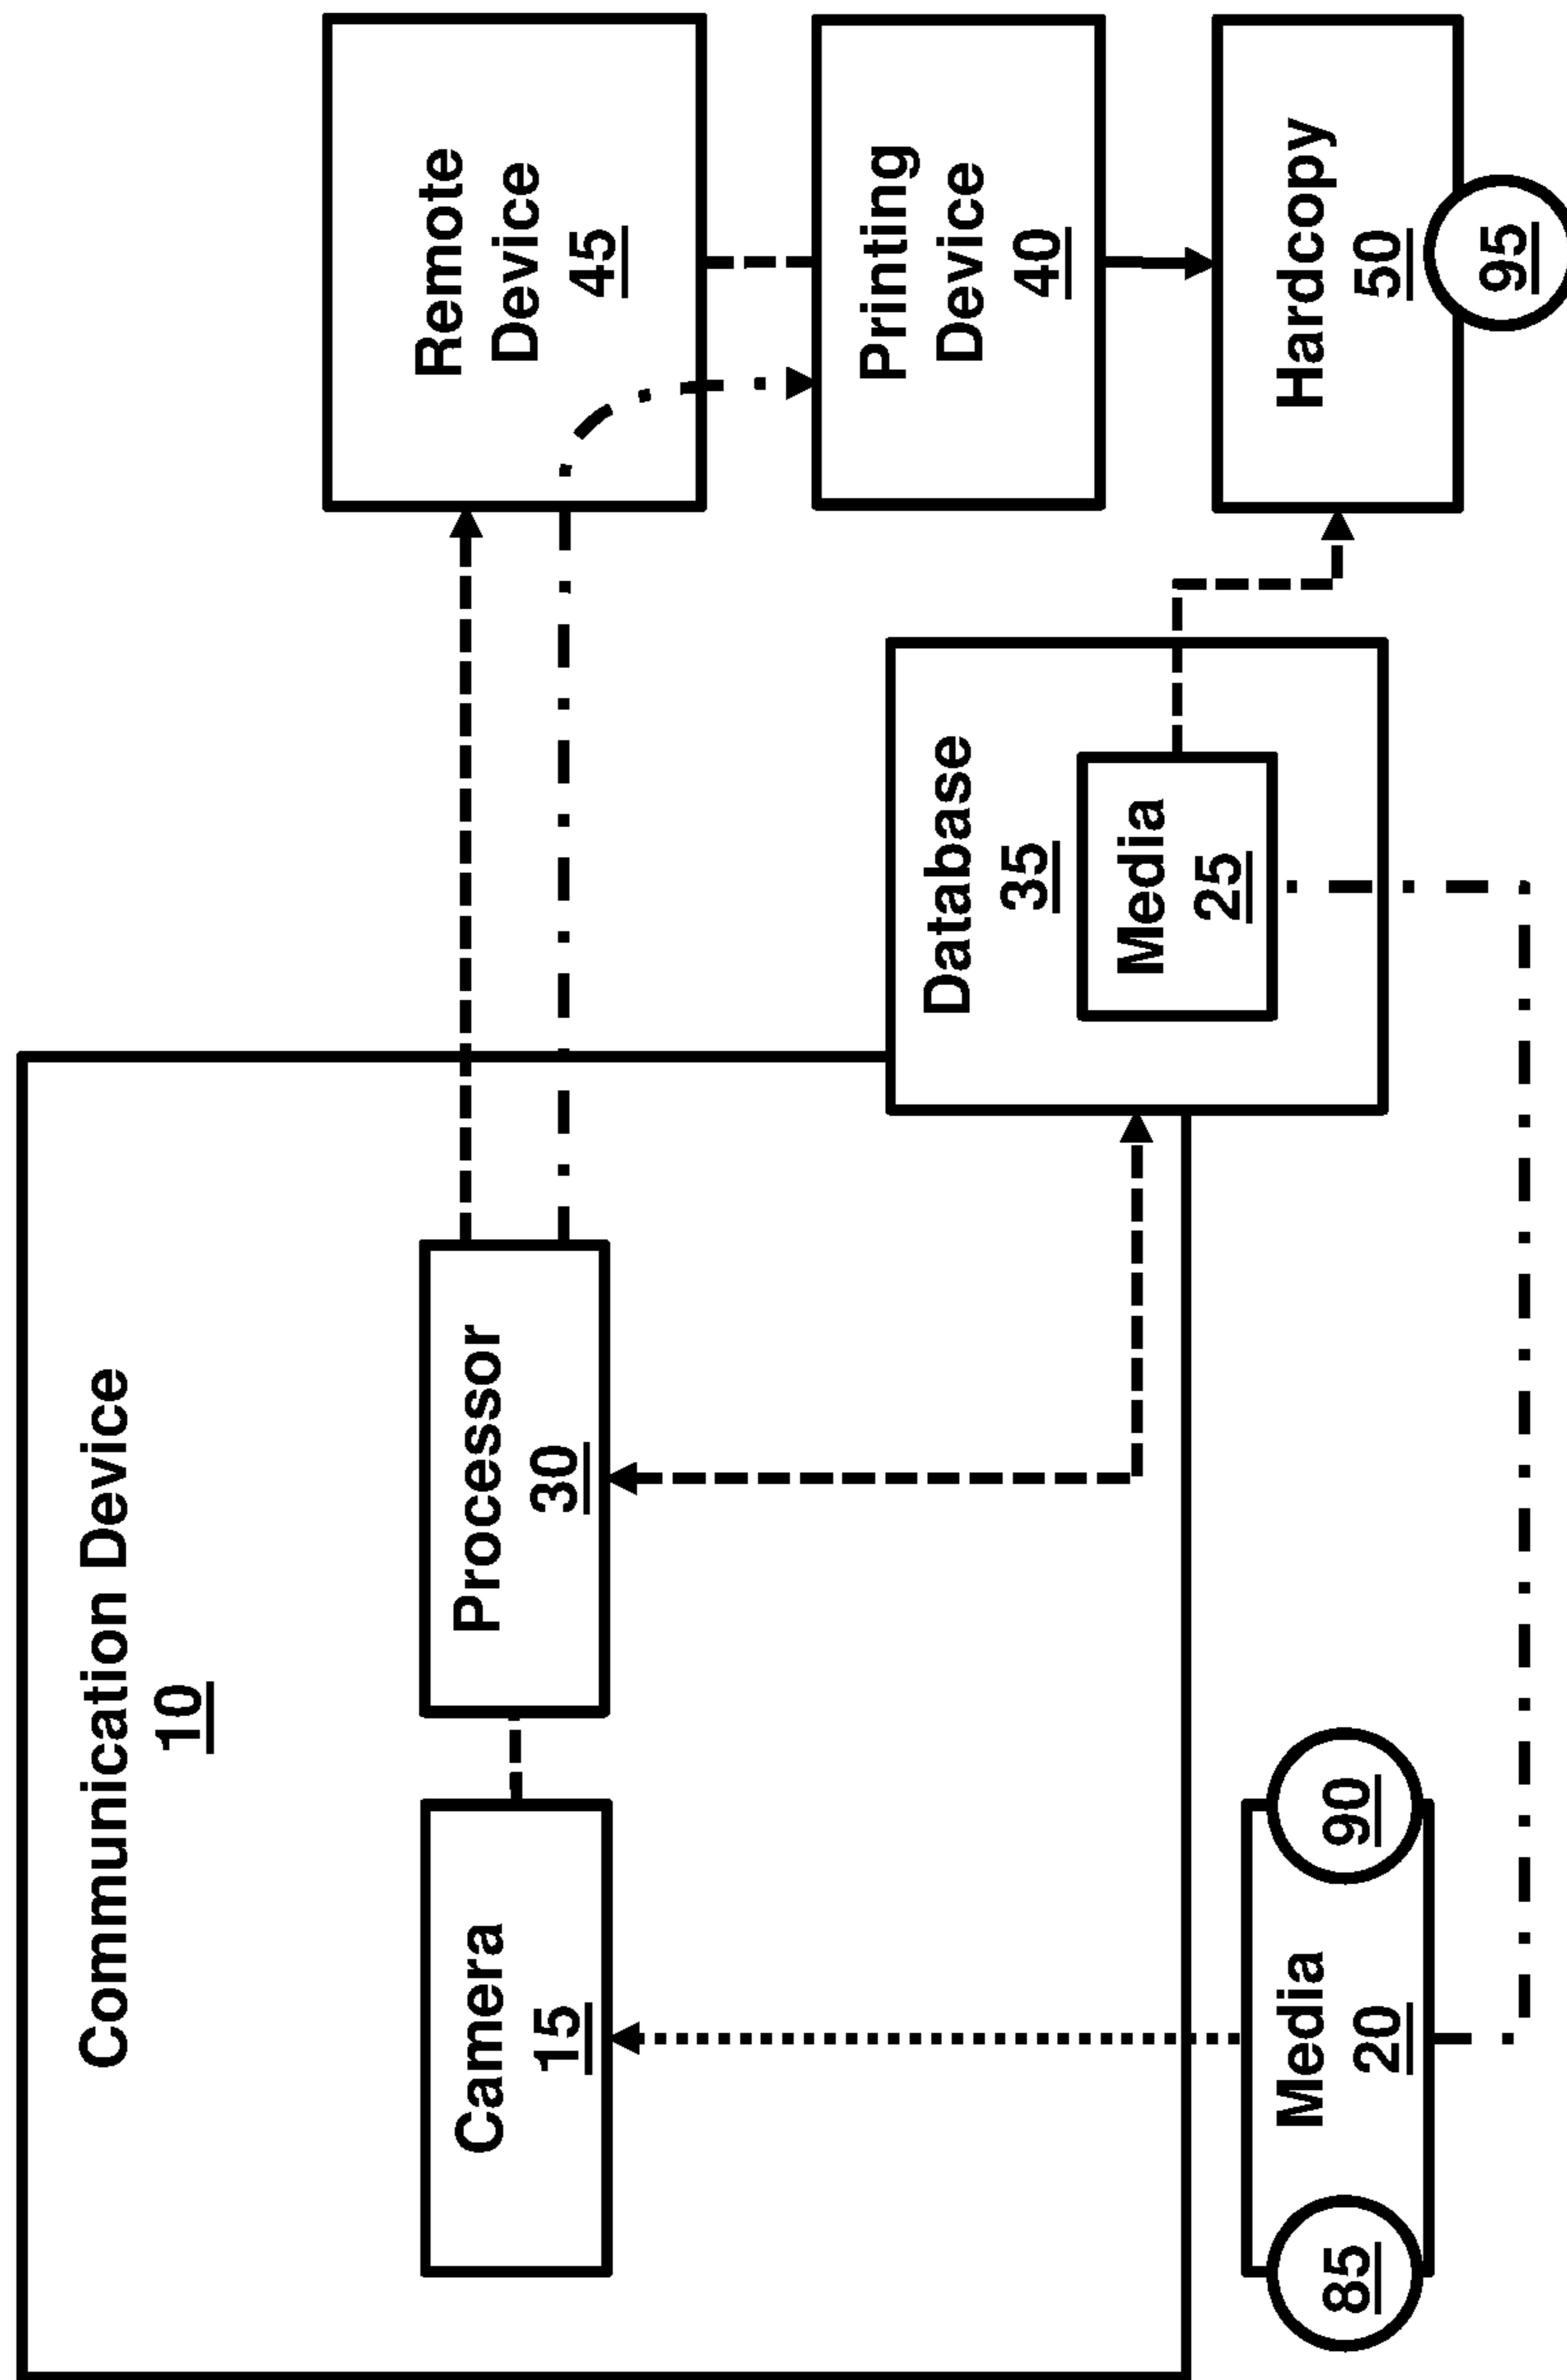 Communication Device
10
Camera
15
Processor
30
Remote
Device
45
Printing
Device
40
Database
35
Media
25
Hardcopy
50
95
85
Media
20
90